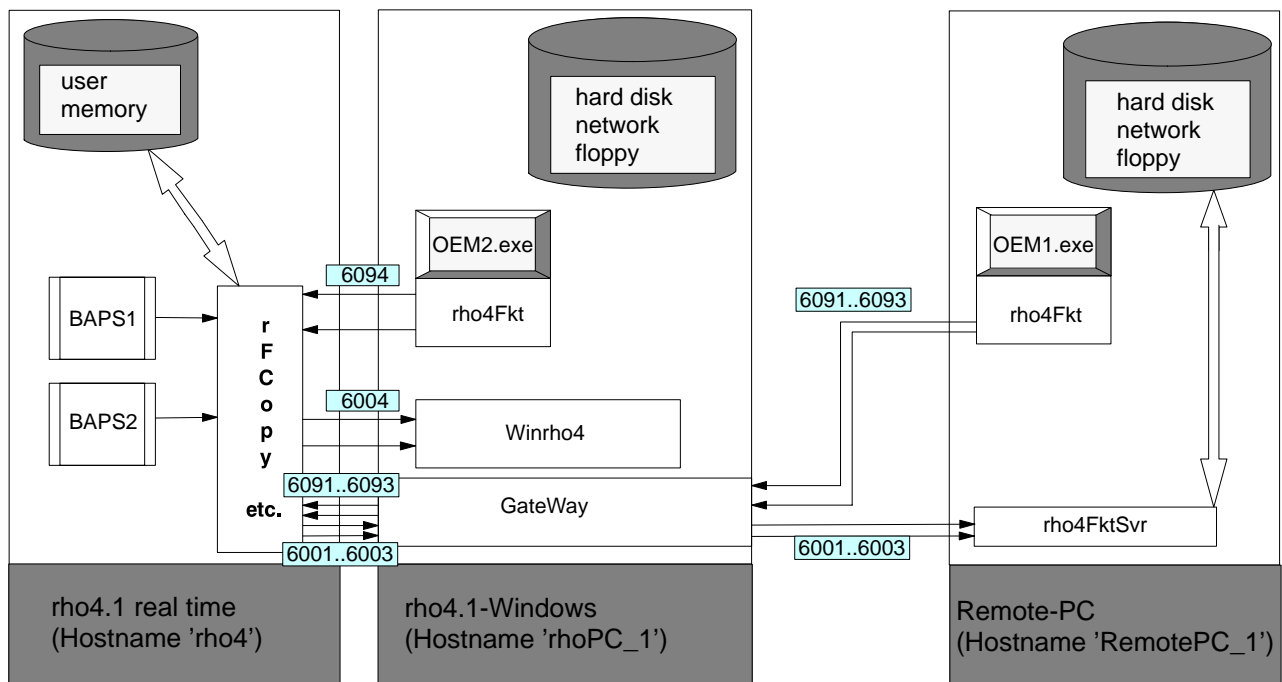 user
memory
BAPS1
BAPS2
r
F
C
o
p
y
etc.
rho4.1 real time
(Hostname 'rho4')
6094
6004
6091..6093
6001..6003
hard disk
network
floppy
OEM2.exe
rho4Fkt
Winrho4
GateWay
rho4.1-Windows
(Hostname 'rhoPC_1')
6091..6093
6001..6003
hard disk
network
floppy
OEM1.exe
rho4Fkt
rho4FktSvr
Remote-PC
(Hostname 'RemotePC_1')